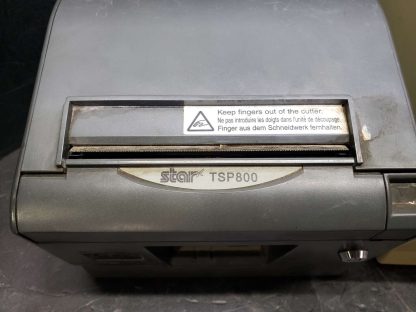 Keep fingers out of the cutter.
Ne pas introduire les doigts dans l'unité de découpage.
Finger aus dem Schneidwerk fernhalten.
star TSP800